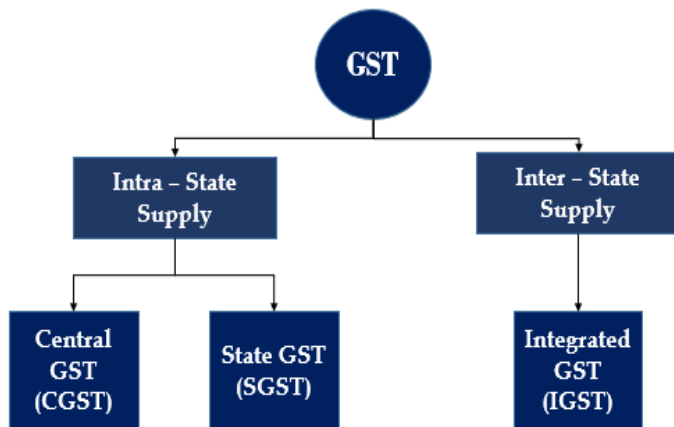 GST
Intra – State
Supply
Inter – State
Supply
Central
GST
(CGST)
State GST
(SGST)
Integrated
GST
(IGST)